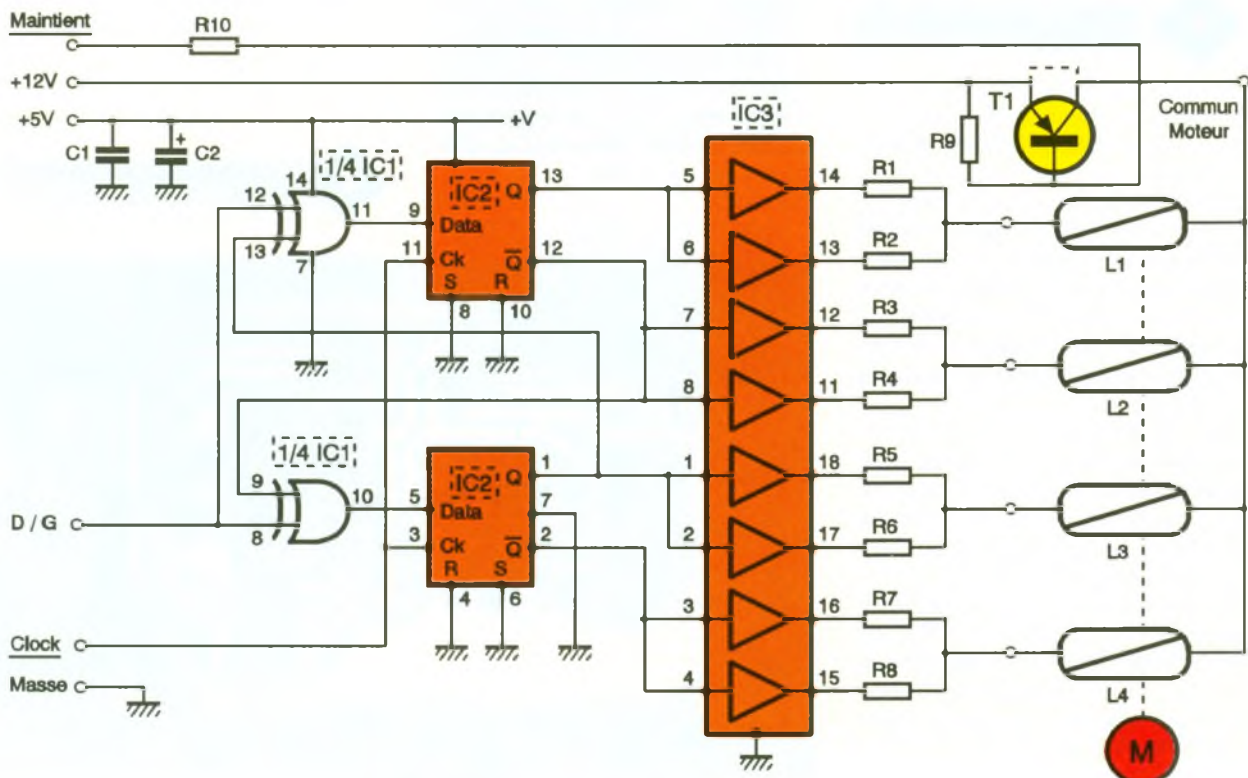 Maintient
R10
+12V
+5V
+V
C1
+
C2
T1
R9
Commun
Moteur
1/4 IC1
12
14
13
11
7
IC2
Q
13
9
Data
11
Ck
Q
12
S
R
8
10
IC3
5
14
R1
6
13
R2
L1
7
12
R3
8
11
R4
L2
1/4 IC1
9
10
8
D / G
IC2
Q
1
5
Data
7
3
Ck
Q
2
R
S
4
6
1
18
R5
2
17
R6
L3
3
16
R7
4
15
R8
L4
Clock
Masse
M